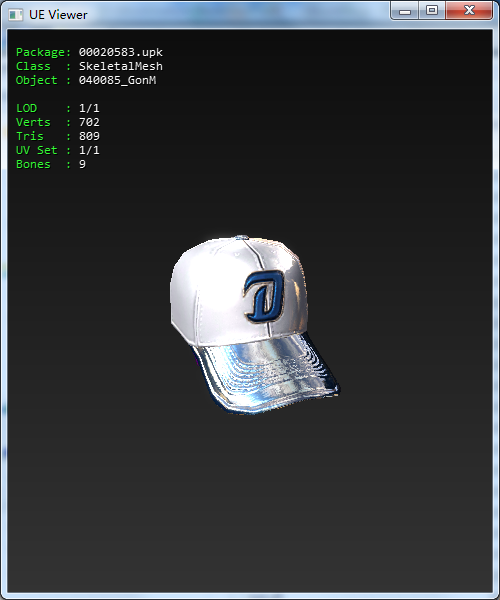 UE Viewer
Package: 00020583.upk
Class : SkeletalMesh
Object : 040085_GonM
LOD : 1/1
Verts : 702
Tris : 809
UV Set : 1/1
Bones : 9
D